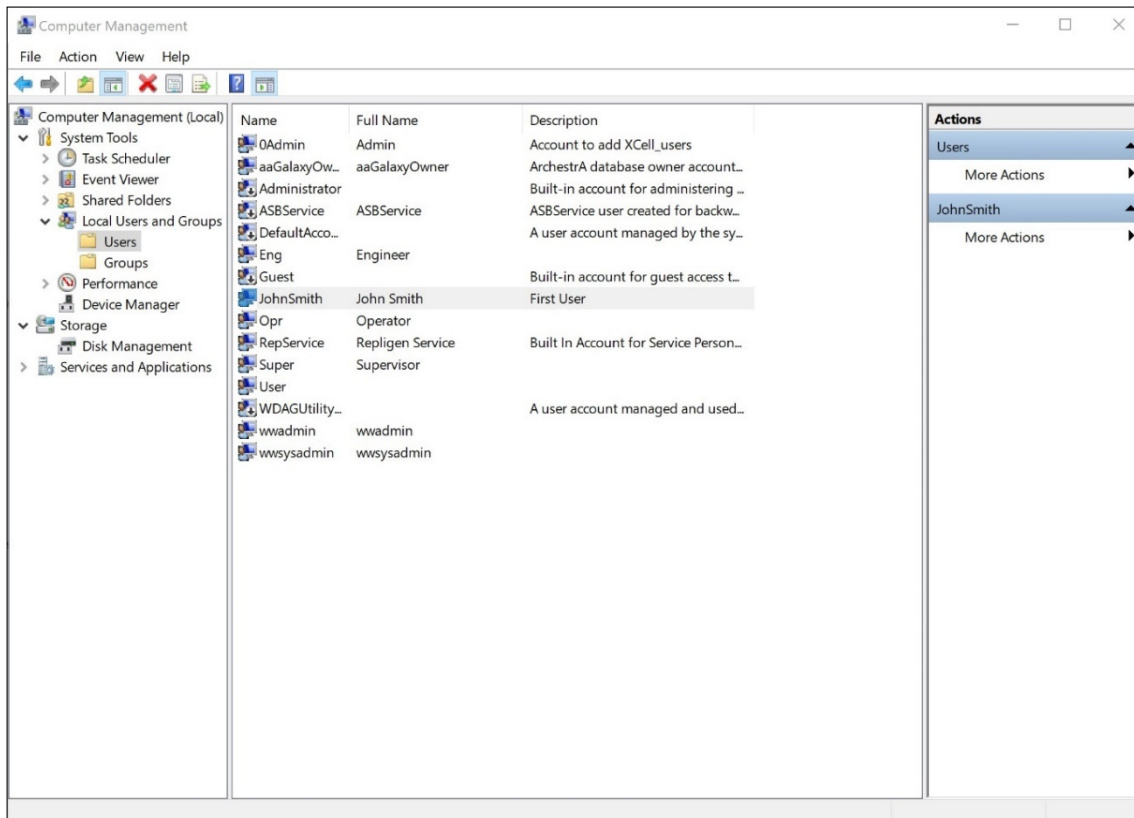 Computer Management
File Action View Help
Computer Management (Local)
System Tools
Task Scheduler
Event Viewer
Shared Folders
Local Users and Groups
Users
Groups
Performance
Device Manager
Storage
Disk Management
Services and Applications
Name Full Name Description
0Admin Admin Account to add XCell_users
aaGalaxyOw... aaGalaxyOwner ArchestrA database owner account...
Administrator Built-in account for administering ...
ASBService ASBService ASBService user created for backw...
DefaultAcco... A user account managed by the sy...
Eng Engineer
Guest Built-in account for guest access t...
JohnSmith John Smith First User
Opr Operator
RepService Repligen Service Built In Account for Service Person...
Super Supervisor
User
WDAGUtility... A user account managed and used...
wwadmin wwadmin
wwsysadmin wwsysadmin
Actions
Users
More Actions
JohnSmith
More Actions